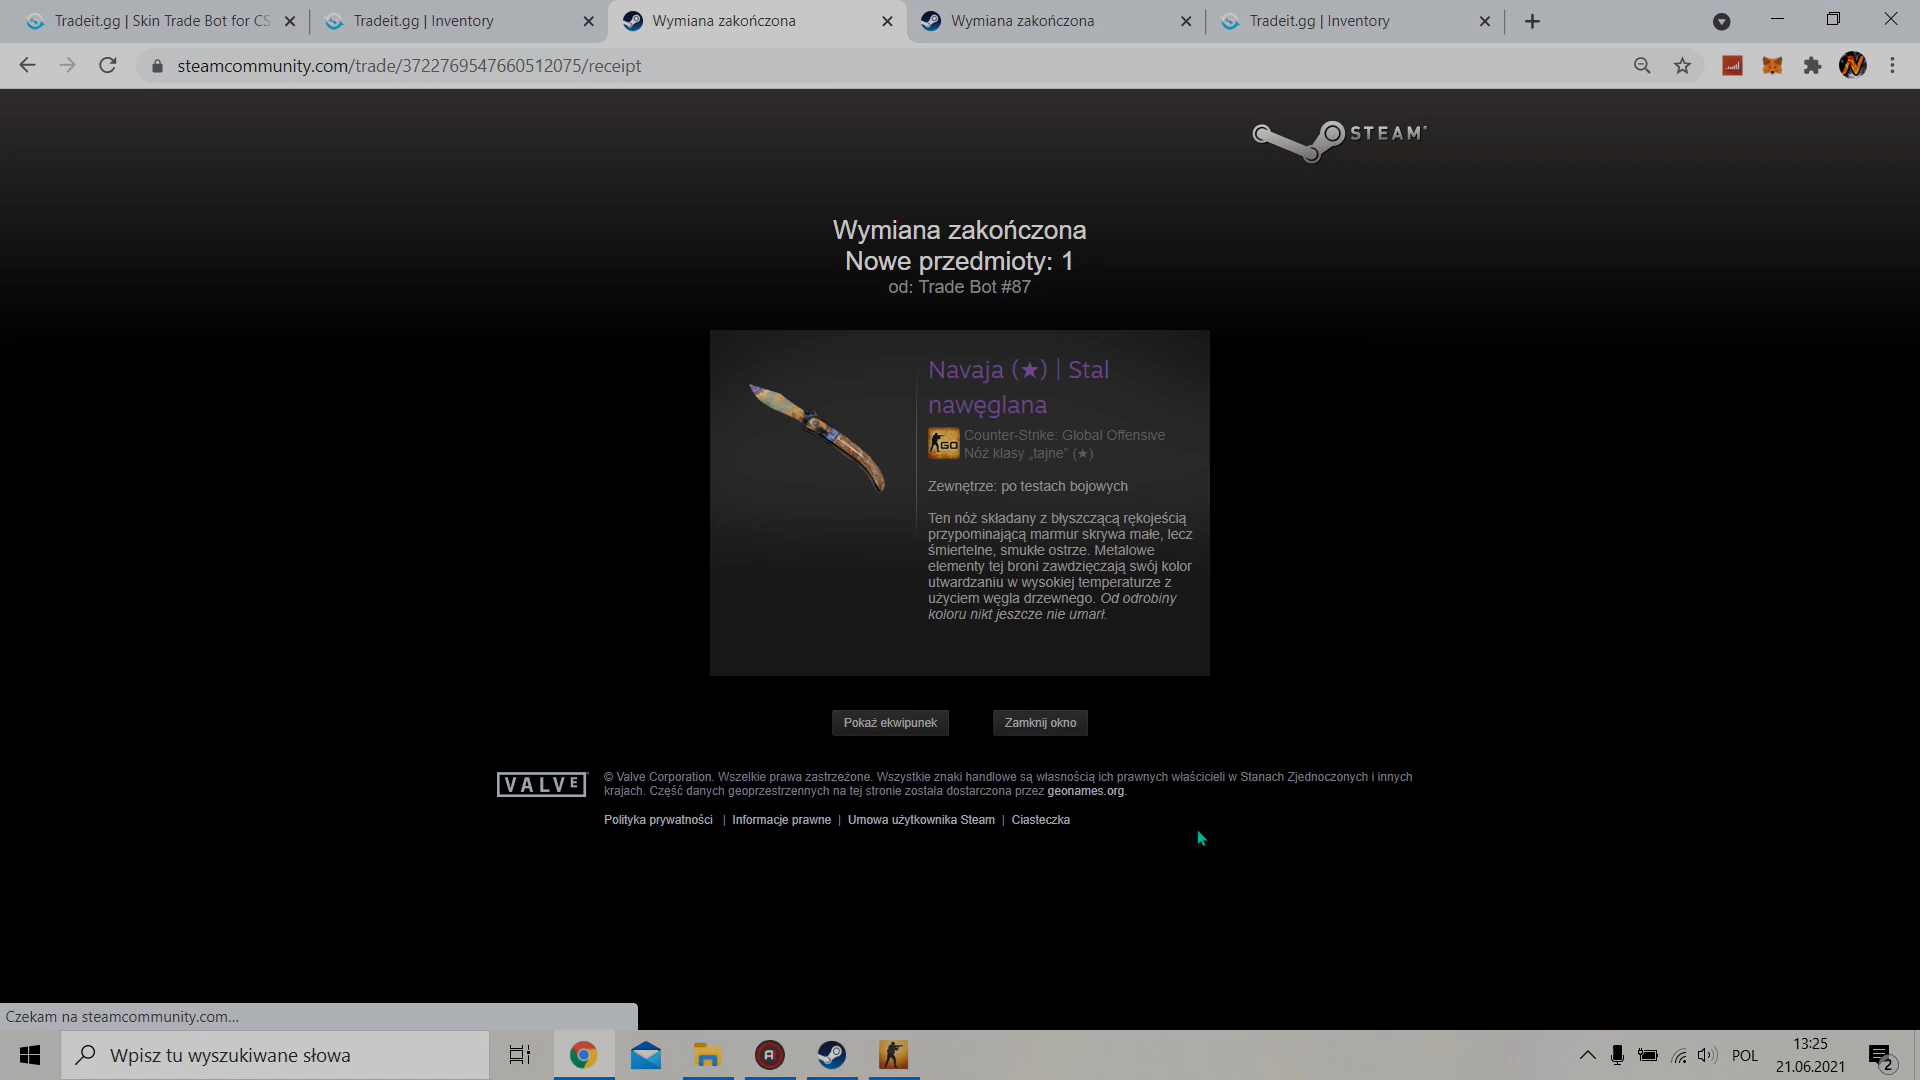 Tradeit.gg | Skin Trade Bot for CS
Tradeit.gg | Inventory
Wymiana zakończona
Wymiana zakończona
Tradeit.gg | Inventory
steamcommunity.com/trade/3722769547660512075/receipt
STEAM
Wymiana zakończona
Nowe przedmioty: 1
od: Trade Bot #87
Navaja (★) | Stal
nawęglana
GO
Counter-Strike: Global Offensive
Nóż klasy „tajne” (★)
Zewnętrze: po testach bojowych
Ten nóż składany z błyszczącą rękojeścią
przypominającą marmur skrywa małe, lecz
śmiertelne, smukłe ostrze. Metalowe
elementy tej broni zawdzięczają swój kolor
utwardzaniu w wysokiej temperaturze z
użyciem węgla drzewnego. Od odrobiny
koloru nikt jeszcze nie umarł.
Pokaż ekwipunek
Zamknij okno
VALVE
© Valve Corporation. Wszelkie prawa zastrzeżone. Wszystkie znaki handlowe są własnością ich prawnych właścicieli w Stanach Zjednoczonych i innych
krajach. Część danych geoprzestrzennych na tej stronie została dostarczona przez geonames.org.
Polityka prywatności | Informacje prawne | Umowa użytkownika Steam | Ciasteczka
Czekam na steamcommunity.com...
Wpisz tu wyszukiwane słowa
POL
13:25
21.06.2021
2